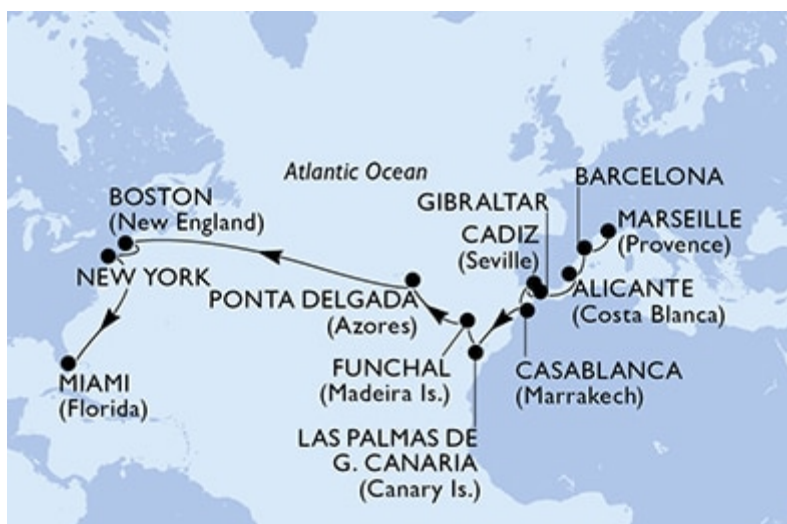 Atlantic Ocean
BARCELONA
GIBRALTAR
MARSEILLE
(Provence)
CADIZ
(Seville)
BOSTON
(New England)
NEW YORK
PONTA DELGADA
(Azores)
ALICANTE
(Costa Blanca)
FUNCHAL
(Madeira Is.)
CASABLANCA
(Marrakech)
MIAMI
(Florida)
LAS PALMAS DE
G. CANARIA
(Canary Is.)